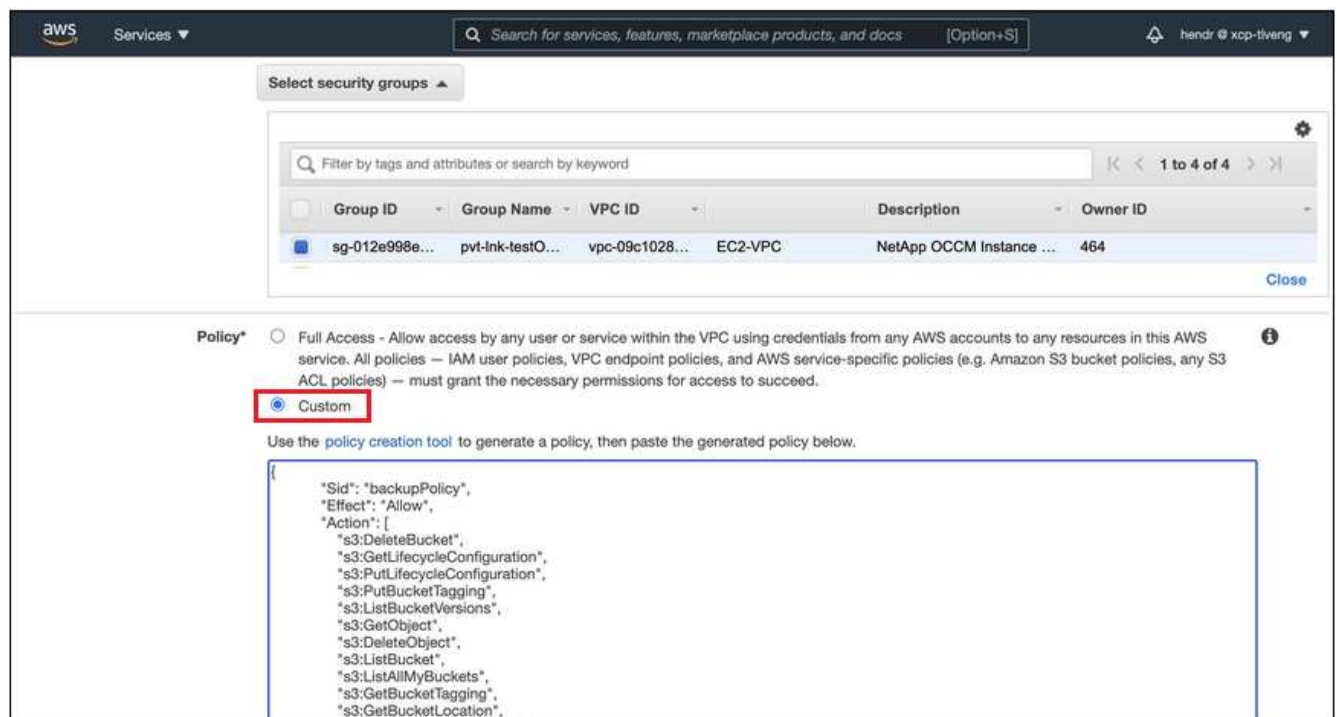 aws Services ▼ Search for services, features, marketplace products, and docs [Option+S] hendr @ xcp-tlveng ▼
Select security groups ▲
Filter by tags and attributes or search by keyword 1 to 4 of 4
Group ID Group Name VPC ID Description Owner ID
sg-012e998e... pvt-lnk-testO... vpc-09c1028... EC2-VPC NetApp OCCM Instance ... 464
Close
Policy* Full Access - Allow access by any user or service within the VPC using credentials from any AWS accounts to any resources in this AWS
service. All policies — IAM user policies, VPC endpoint policies, and AWS service-specific policies (e.g. Amazon S3 bucket policies, any S3
ACL policies) — must grant the necessary permissions for access to succeed.
Custom
Use the policy creation tool to generate a policy, then paste the generated policy below.
{
"Sid": "backupPolicy",
"Effect": "Allow",
"Action": [
"s3:DeleteBucket",
"s3:GetLifecycleConfiguration",
"s3:PutLifecycleConfiguration",
"s3:PutBucketTagging",
"s3:ListBucketVersions",
"s3:GetObject",
"s3:DeleteObject",
"s3:ListBucket",
"s3:ListAllMyBuckets",
"s3:GetBucketTagging",
"s3:GetBucketLocation",